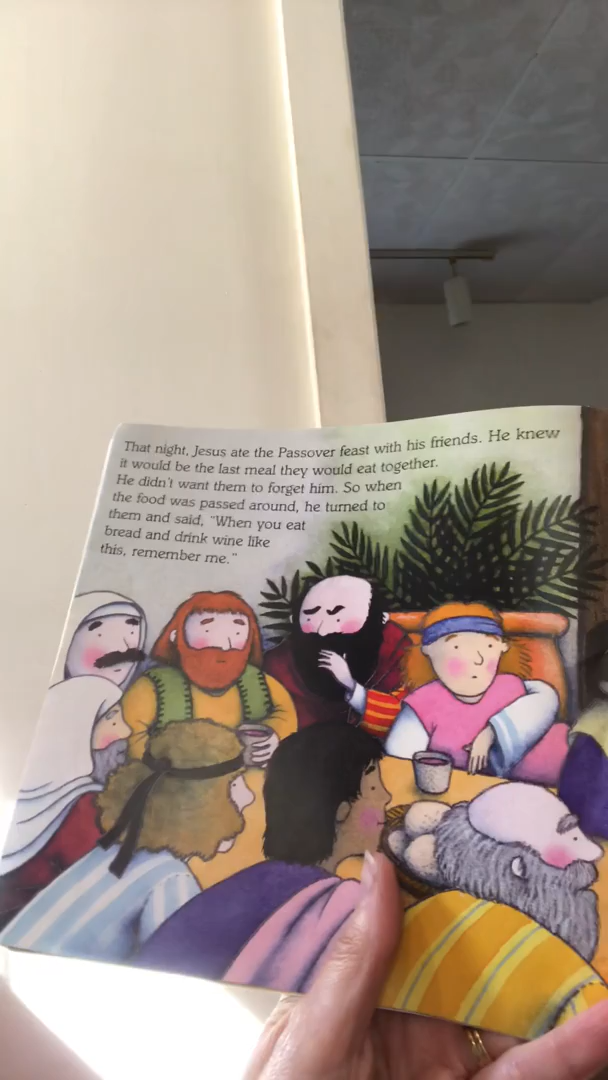 That night, Jesus ate the Passover feast with his friends. He knew
it would be the last meal they would eat together.
He didn't want them to forget him. So when
the food was passed around, he turned to
them and said, "When you eat
bread and drink wine like
this, remember me."